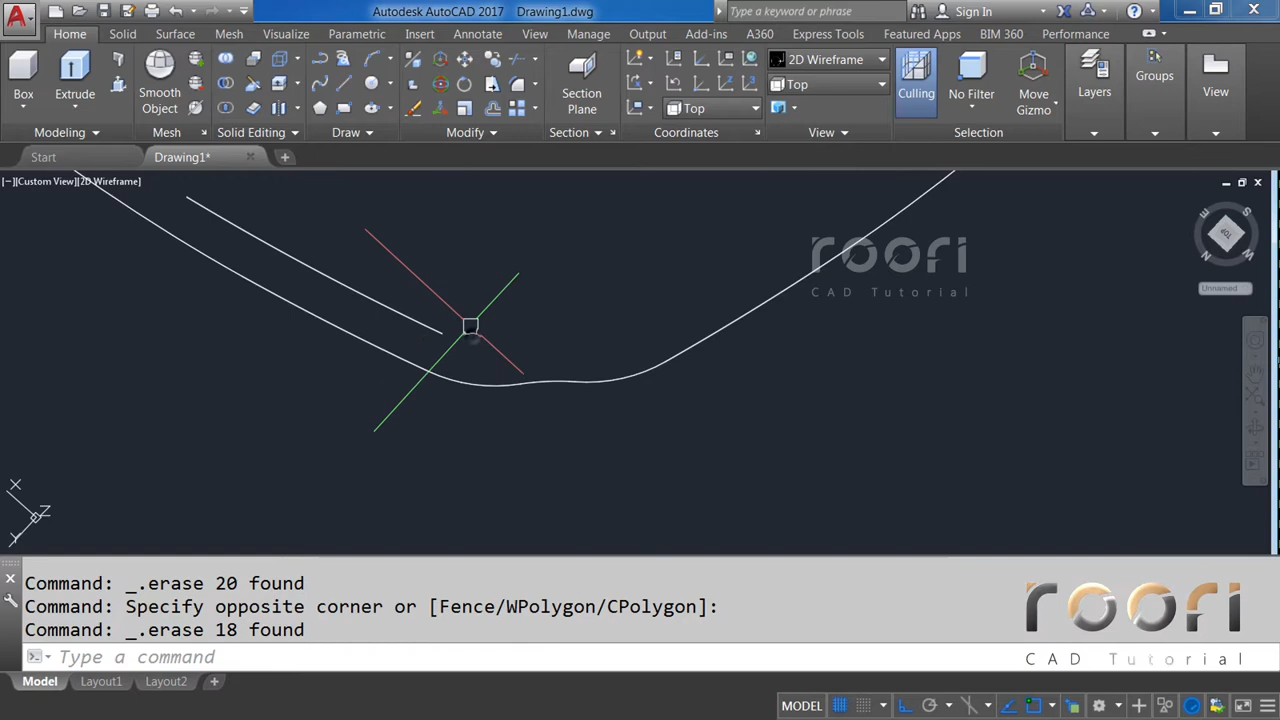 Autodesk AutoCAD 2017 Drawing1.dwg
Type a keyword or phrase
Sign In
Home Solid Surface Mesh Visualize Parametric Insert Annotate View Manage Output Add-ins A360 Express Tools Featured Apps BIM 360 Performance
Box
Extrude
Smooth Object
Section Plane
2D Wireframe
Top
Top
Culling
No Filter
Move Gizmo
Layers
Groups
View
Modeling Mesh Solid Editing Draw Modify Section Coordinates View Selection
Start Drawing1*
[−][Custom View][2D Wireframe]
roofi
CAD Tutorial
E S TOP N W
Unnamed
X
Z
Y
Command: _.erase 20 found
Command: Specify opposite corner or [Fence/WPolygon/CPolygon]:
Command: _.erase 18 found
Type a command
roofi
CAD Tutorial
Model Layout1 Layout2
MODEL